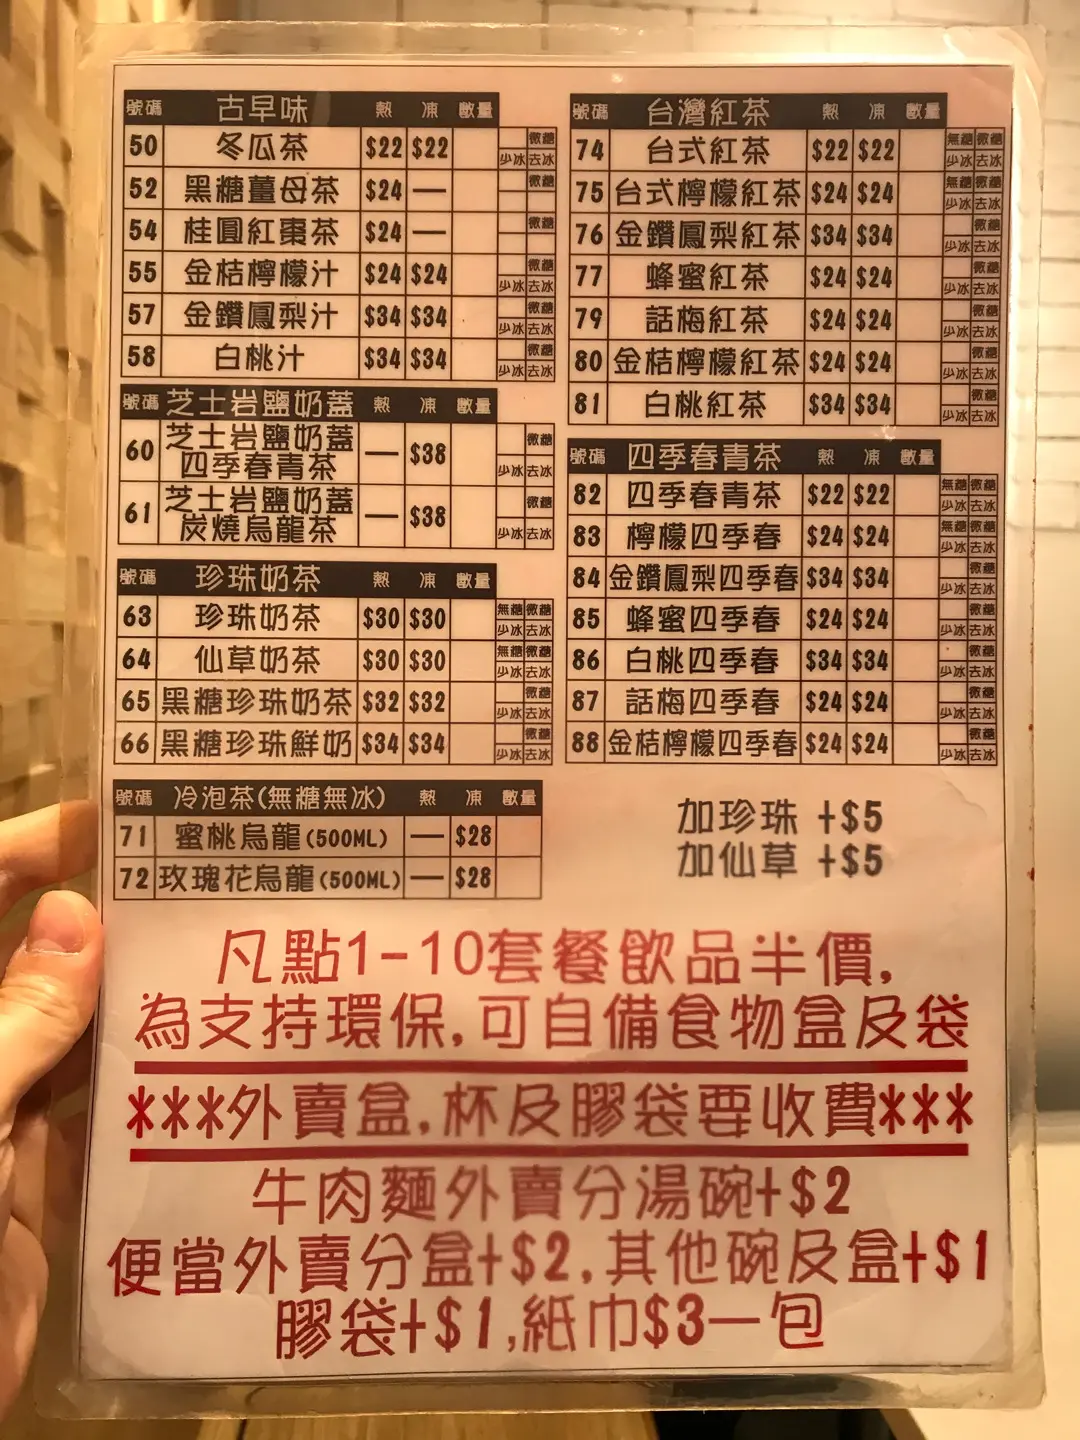 號碼 古早味 熱 凍 數量
50 冬瓜茶 $22 $22 微糖 少冰 去冰
52 黑糖薑母茶 $24 — 微糖
54 桂圓紅棗茶 $24 — 微糖
55 金桔檸檬汁 $24 $24 微糖 少冰 去冰
57 金鑽鳳梨汁 $34 $34 微糖 少冰 去冰
58 白桃汁 $34 $34 微糖 少冰 去冰
號碼 芝士岩鹽奶蓋 熱 凍 數量
60 芝士岩鹽奶蓋 — $38 微糖
四季春青茶 少冰 去冰
61 芝士岩鹽奶蓋 — $38 微糖
炭燒烏龍茶 少冰 去冰
號碼 珍珠奶茶 熱 凍 數量
63 珍珠奶茶 $30 $30 無糖 微糖 少冰 去冰
64 仙草奶茶 $30 $30 無糖 微糖 少冰 去冰
65 黑糖珍珠奶茶 $32 $32 微糖 少冰 去冰
66 黑糖珍珠鮮奶 $34 $34 微糖 少冰 去冰
號碼 冷泡茶(無糖無冰) 熱 凍 數量
71 蜜桃烏龍(500ML) — $28
72 玫瑰花烏龍(500ML) — $28
號碼 台灣紅茶 熱 凍 數量
74 台式紅茶 $22 $22 無糖 微糖 少冰 去冰
75 台式檸檬紅茶 $24 $24 無糖 微糖 少冰 去冰
76 金鑽鳳梨紅茶 $34 $34 微糖 少冰 去冰
77 蜂蜜紅茶 $24 $24 微糖 少冰 去冰
79 話梅紅茶 $24 $24 微糖 少冰 去冰
80 金桔檸檬紅茶 $24 $24 微糖 少冰 去冰
81 白桃紅茶 $34 $34 微糖 少冰 去冰
號碼 四季春青茶 熱 凍 數量
82 四季春青茶 $22 $22 無糖 微糖 少冰 去冰
83 檸檬四季春 $24 $24 無糖 微糖 少冰 去冰
84 金鑽鳳梨四季春 $34 $34 微糖 少冰 去冰
85 蜂蜜四季春 $24 $24 微糖 少冰 去冰
86 白桃四季春 $34 $34 微糖 少冰 去冰
87 話梅四季春 $24 $24 微糖 少冰 去冰
88 金桔檸檬四季春 $24 $24 微糖 少冰 去冰
加珍珠 +$5
加仙草 +$5
凡點1-10套餐飲品半價,
為支持環保,可自備食物盒及袋
***外賣盒,杯及膠袋要收費***
牛肉麵外賣分湯碗+$2
便當外賣分盒+$2,其他碗及盒+$1
膠袋+$1,紙巾$3一包